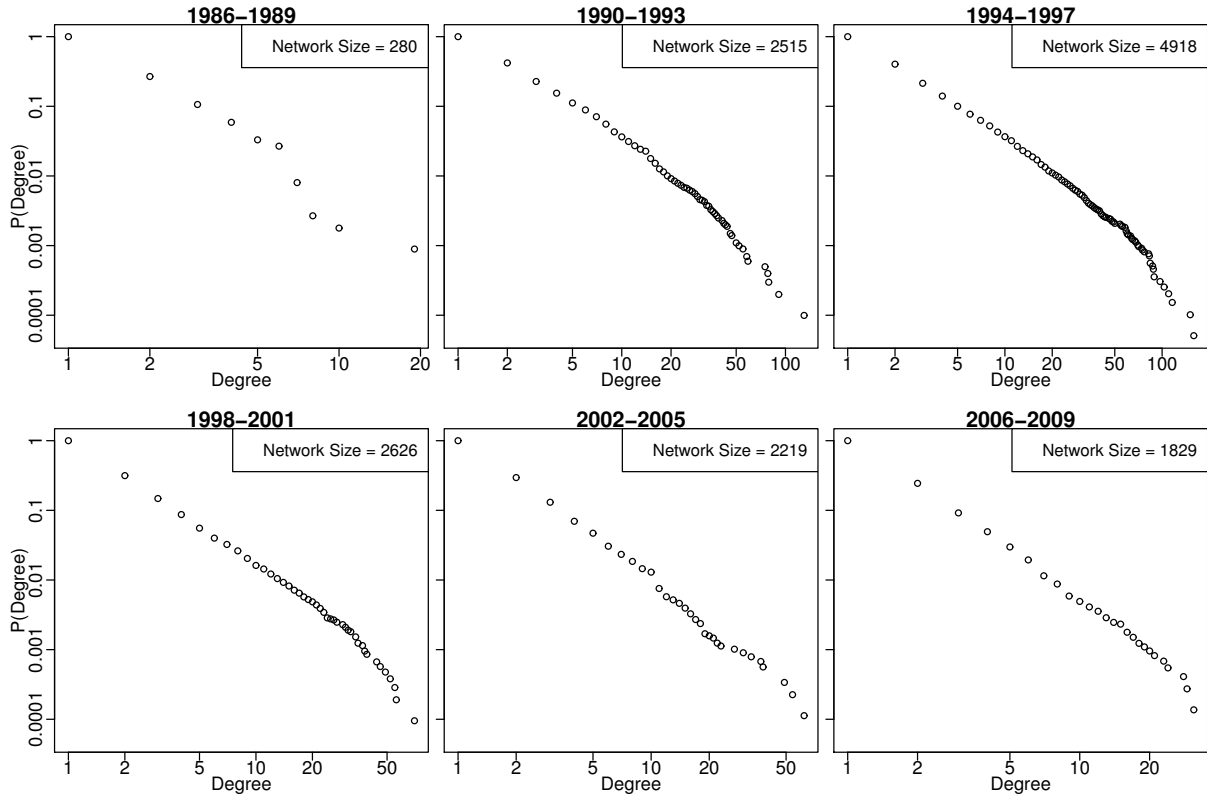 1986−1989
Network Size = 280
P(Degree)
1
0.1
0.01
0.001
0.0001
1 2 5 10 20
Degree
1990−1993
Network Size = 2515
1 2 5 10 20 50 100
Degree
1994−1997
Network Size = 4918
1 2 5 10 20 50 100
Degree
1998−2001
Network Size = 2626
P(Degree)
1
0.1
0.01
0.001
0.0001
1 2 5 10 20 50
Degree
2002−2005
Network Size = 2219
1 2 5 10 20 50
Degree
2006−2009
Network Size = 1829
1 2 5 10 20
Degree